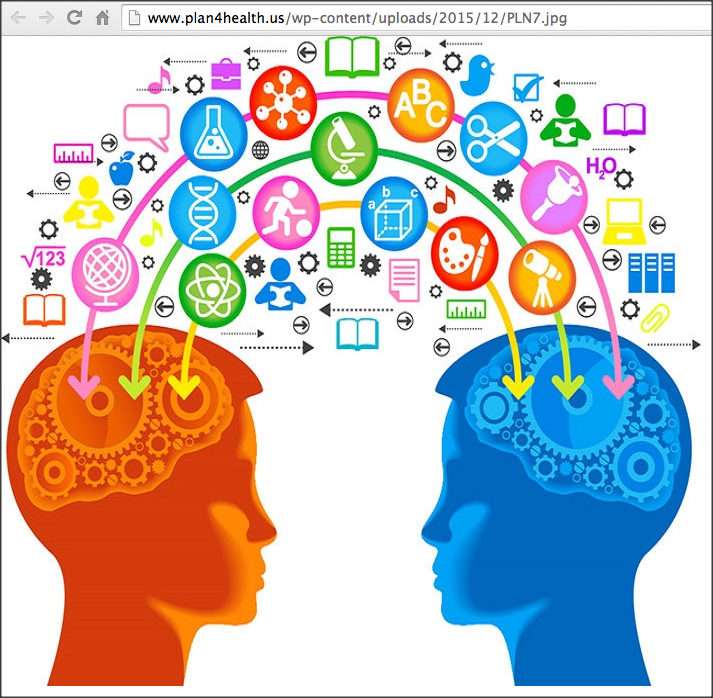 www.plan4health.us/wp-content/uploads/2015/12/PLN7.jpg
ABC
H₂O
b
c
a
√123